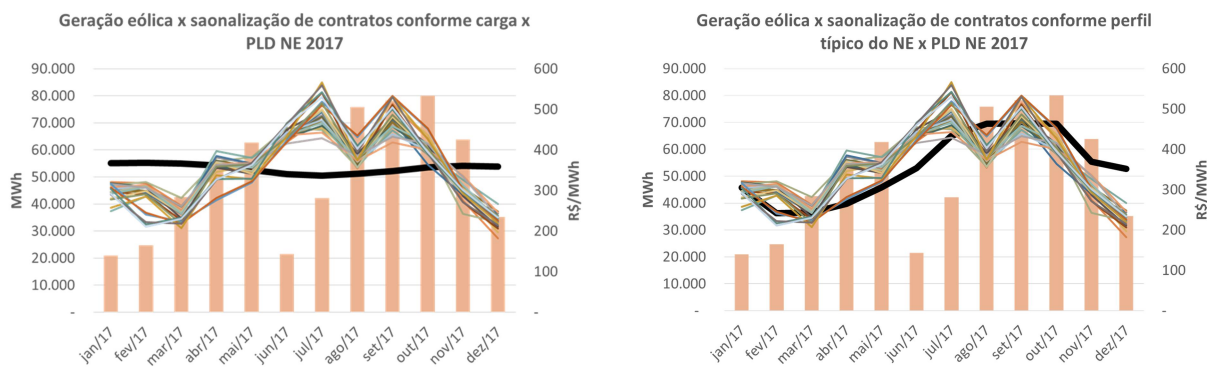 Geração eólica x saonalização de contratos conforme carga x
PLD NE 2017
90.000
80.000
70.000
60.000
50.000
40.000
30.000
20.000
10.000
-
MWh
600
500
400
300
200
100
-
R$/MWh
jan/17
fev/17
mar/17
abr/17
mai/17
jun/17
jul/17
ago/17
set/17
out/17
nov/17
dez/17
Geração eólica x saonalização de contratos conforme perfil
típico do NE x PLD NE 2017
90.000
80.000
70.000
60.000
50.000
40.000
30.000
20.000
10.000
-
MWh
600
500
400
300
200
100
-
R$/MWh
jan/17
fev/17
mar/17
abr/17
mai/17
jun/17
jul/17
ago/17
set/17
out/17
nov/17
dez/17